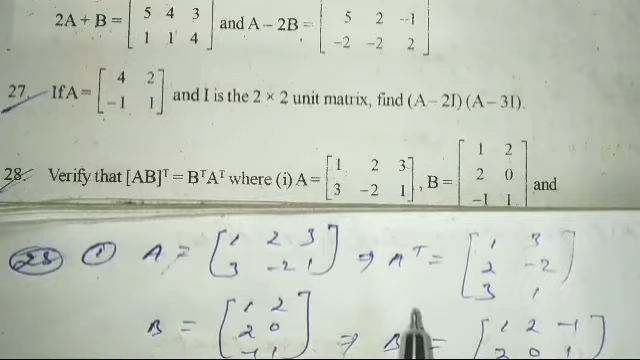 2A + B = [ 5 4 3
1 1 4 ] and A – 2B = [ 5 2 –1
–2 –2 2 ]
27. If A = [ 4 2
–1 1 ] and I is the 2 × 2 unit matrix, find (A – 2I) (A – 3I).
28. Verify that [AB]ᵀ = BᵀAᵀ where (i) A = [ 1 2 3
3 –2 1 ], B = [ 1 2
2 0
–1 1 ] and
28 (i) A = [ 1 2 3
3 -2 1 ] ⇒ Aᵀ = [ 1 3
2 -2
3 1 ]
B = [ 1 2
2 0
-1 1 ] ⇒ B = [ 1 2 -1
2 0 1 ]